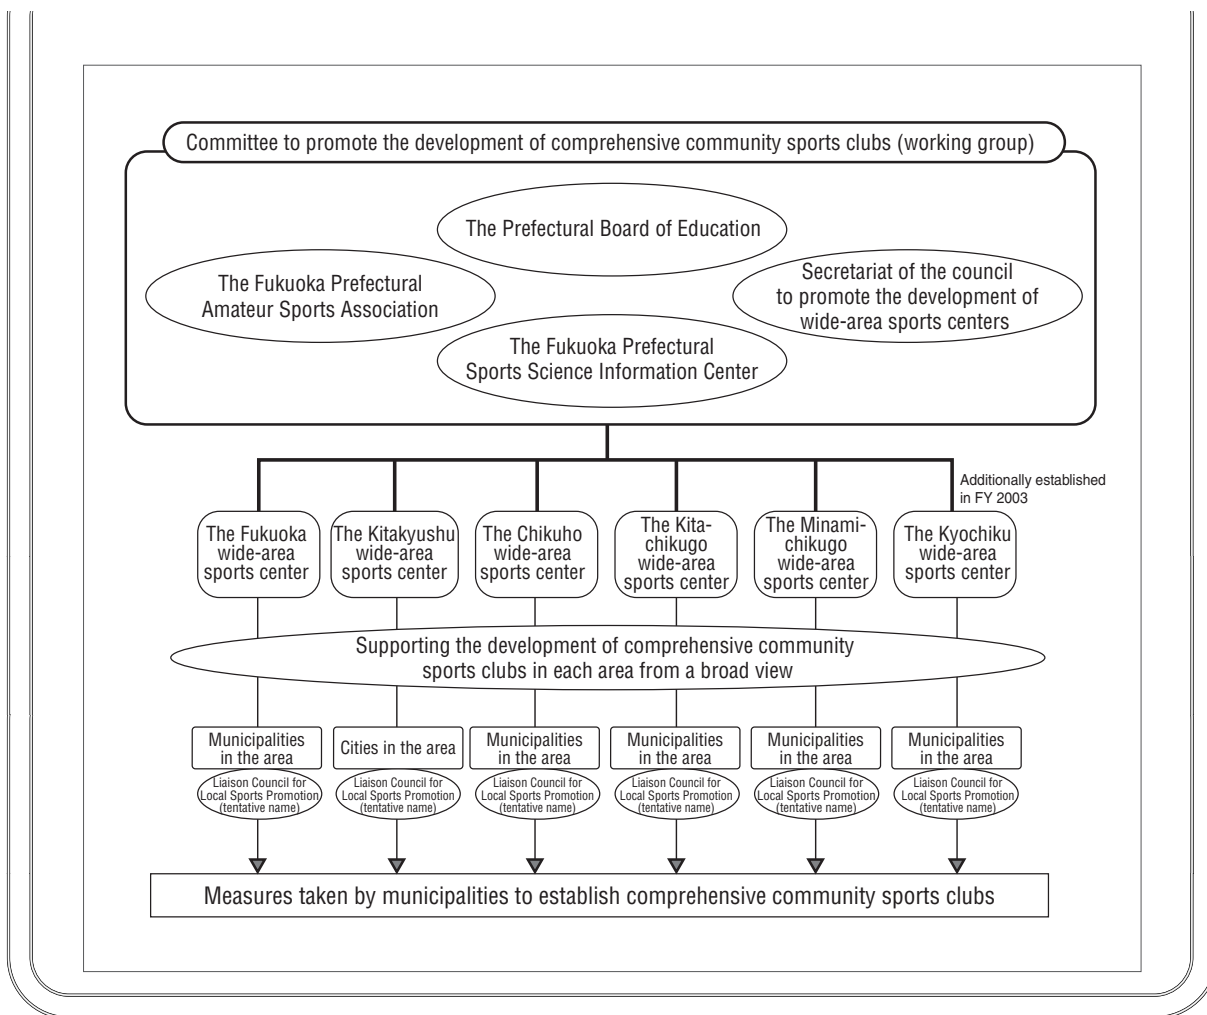 Committee to promote the development of comprehensive community sports clubs (working group)
The Prefectural Board of Education
The Fukuoka Prefectural
Amateur Sports Association
Secretariat of the council
to promote the development of
wide-area sports centers
The Fukuoka Prefectural
Sports Science Information Center
Additionally established
in FY 2003
The Fukuoka
wide-area
sports center
The Kitakyushu
wide-area
sports center
The Chikuho
wide-area
sports center
The Kita-
chikugo
wide-area
sports center
The Minami-
chikugo
wide-area
sports center
The Kyochiku
wide-area
sports center
Supporting the development of comprehensive community
sports clubs in each area from a broad view
Municipalities
in the area
Liaison Council for
Local Sports Promotion
(tentative name)
Cities in the area
Liaison Council for
Local Sports Promotion
(tentative name)
Municipalities
in the area
Liaison Council for
Local Sports Promotion
(tentative name)
Municipalities
in the area
Liaison Council for
Local Sports Promotion
(tentative name)
Municipalities
in the area
Liaison Council for
Local Sports Promotion
(tentative name)
Municipalities
in the area
Liaison Council for
Local Sports Promotion
(tentative name)
Measures taken by municipalities to establish comprehensive community sports clubs